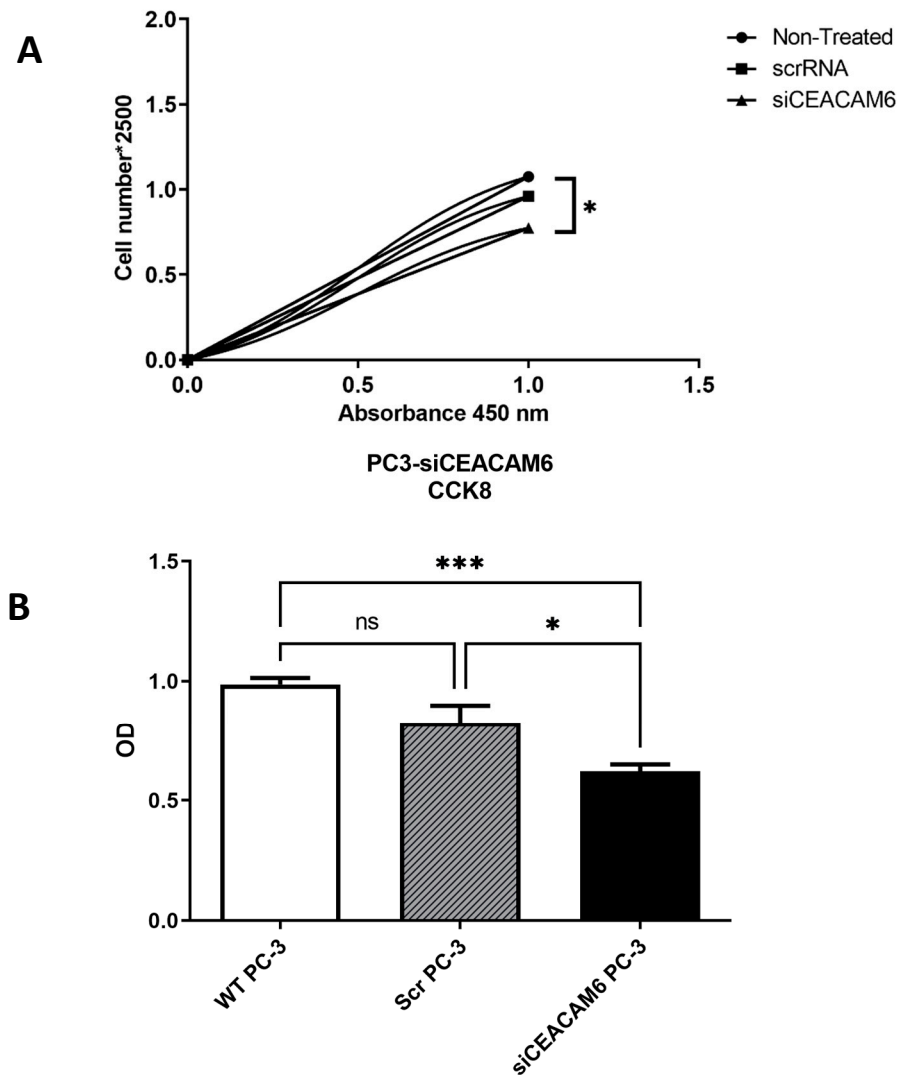 A
2.0
1.5
1.0
0.5
0.0
Cell number*2500
0.0 0.5 1.0 1.5
Absorbance 450 nm
Non-Treated
scrRNA
siCEACAM6
*
PC3-siCEACAM6
CCK8
B
1.5
1.0
0.5
0.0
OD
***
ns
*
WT PC-3
Scr PC-3
siCEACAM6 PC-3